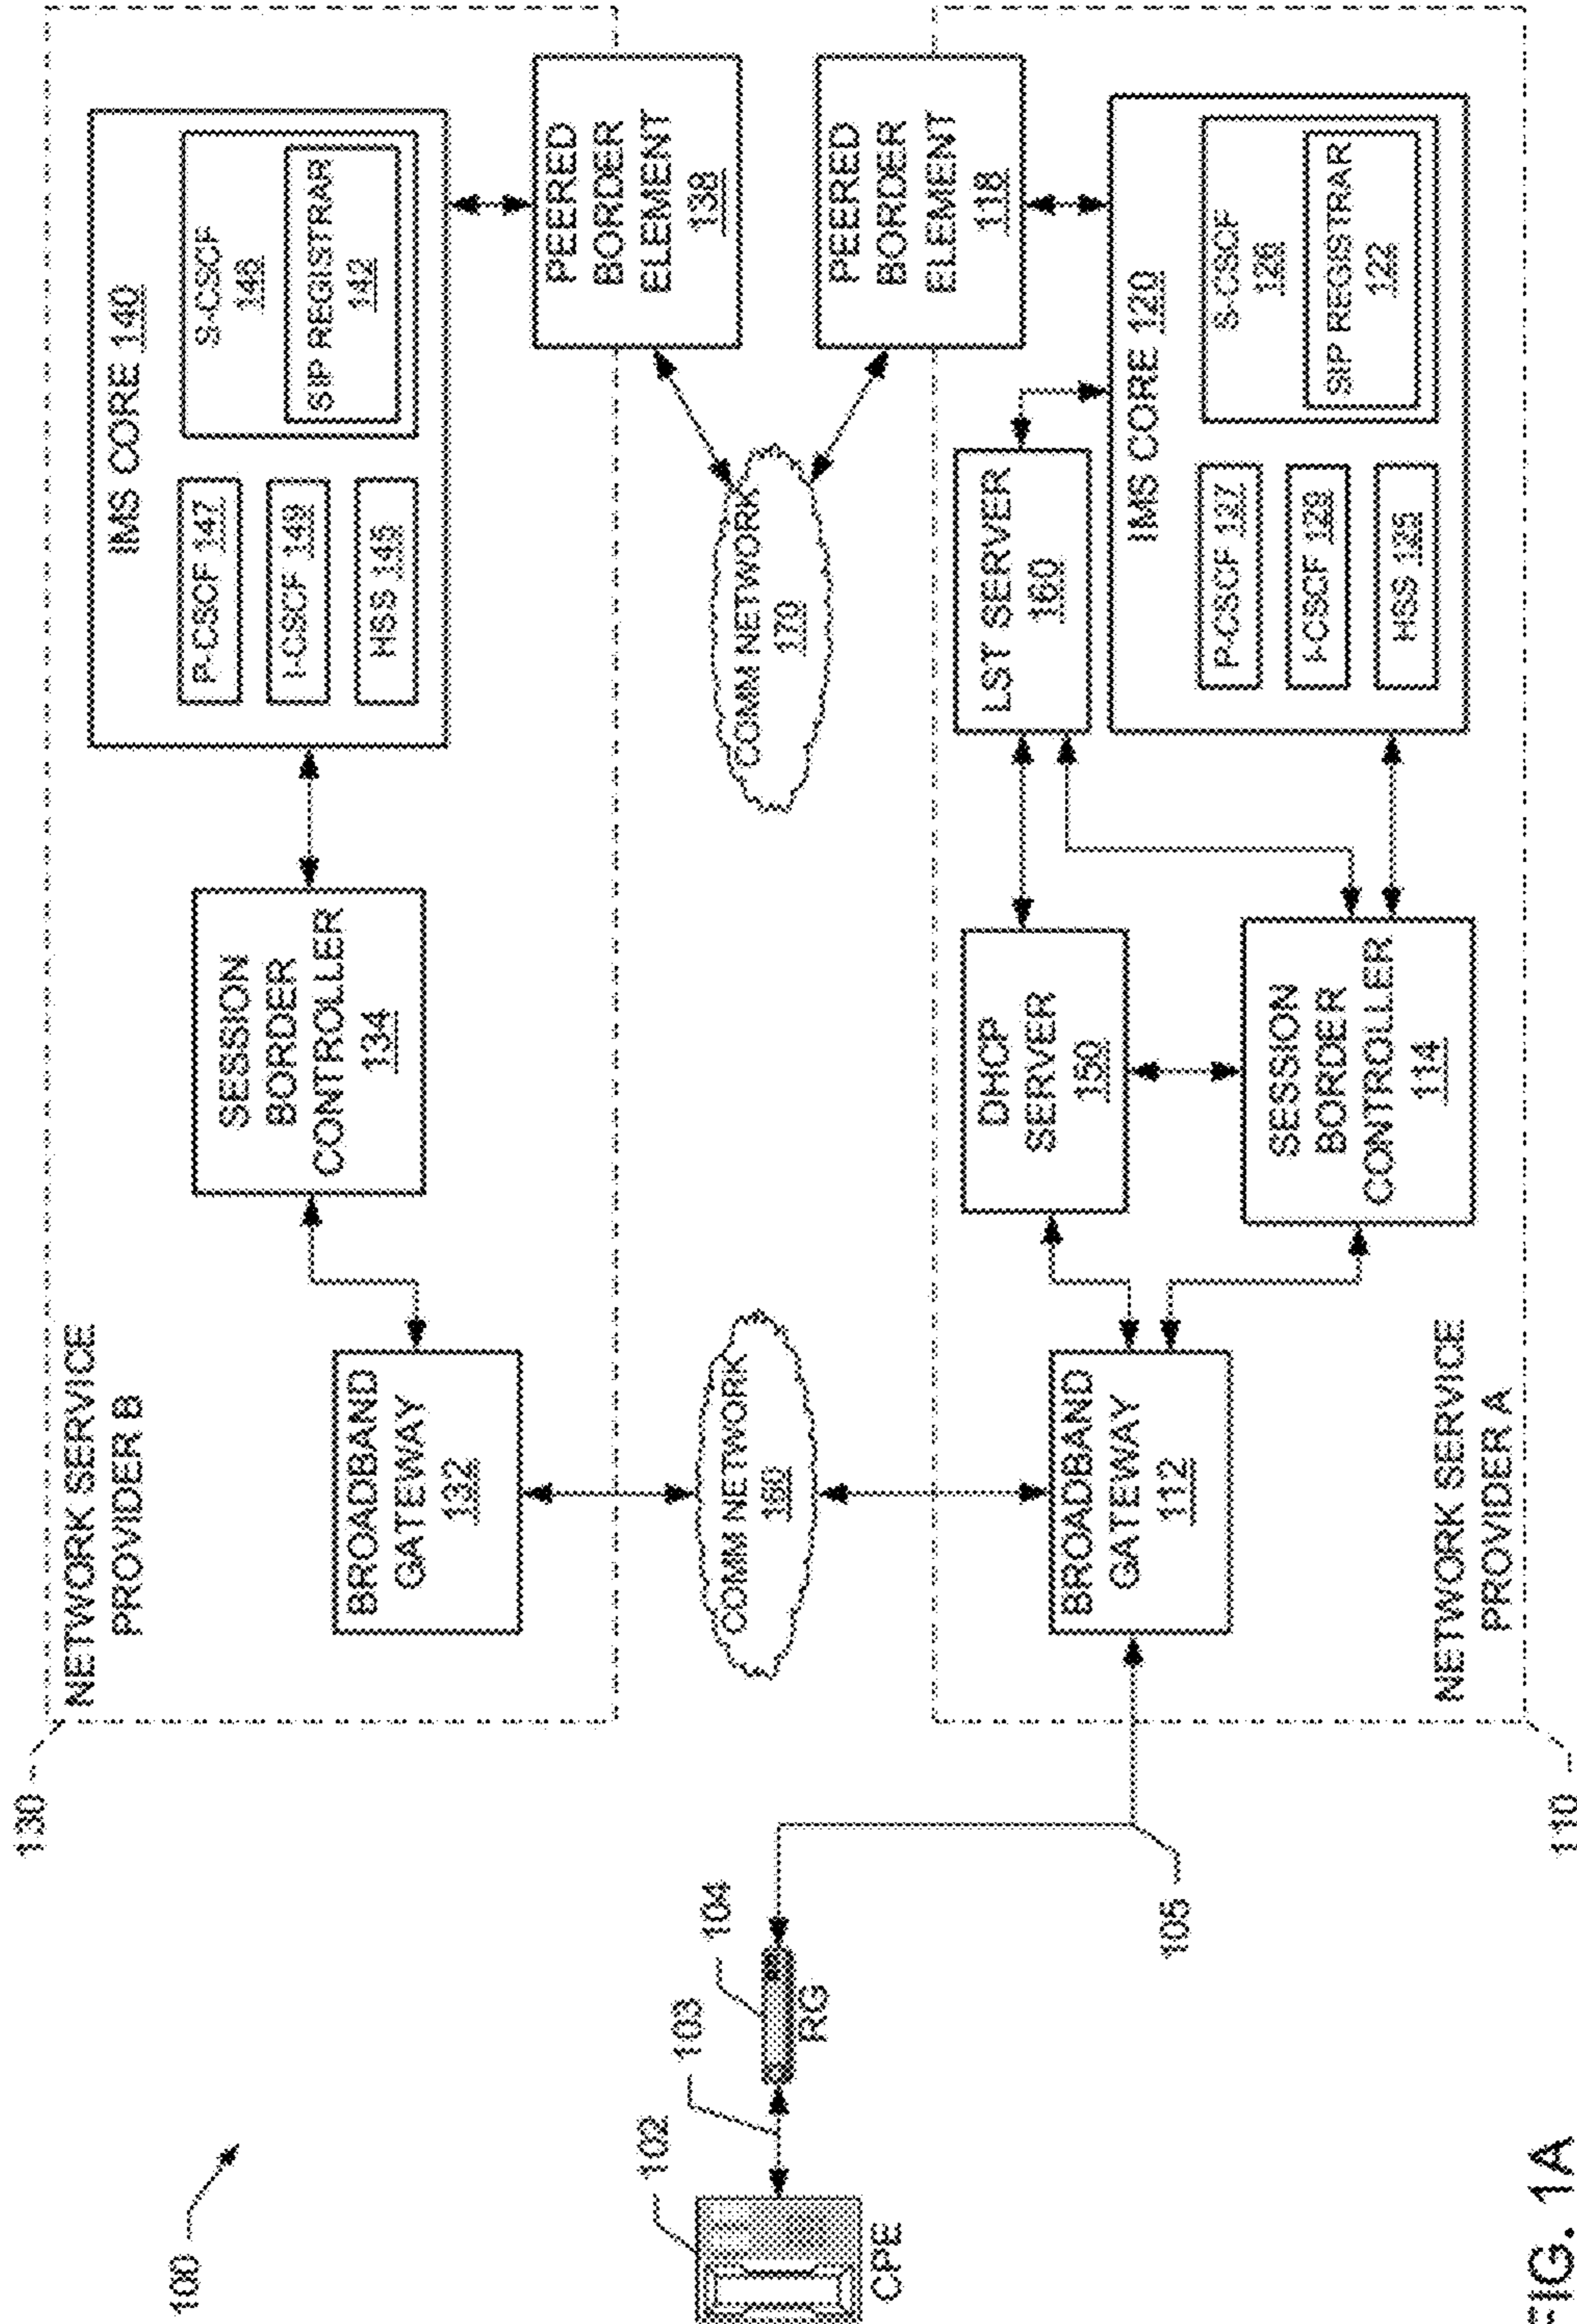 100
130
NETWORK SERVICE
PROVIDER B
BROADBAND
GATEWAY
132
SESSION
BORDER
CONTROLLER
134
IMS CORE 140
P-CSCF 147
I-CSCF 149
HSS 145
S-CSCF
146
SIP REGISTRAR
142
PEERED
BORDER
ELEMENT
138
102
103
104
CPE
RG
105
COMM NETWORK
COMM NETWORK
170
PEERED
BORDER
ELEMENT
118
LST SERVER
160
DHCP
SERVER
150
BROADBAND
GATEWAY
112
SESSION
BORDER
CONTROLLER
114
IMS CORE 120
P-CSCF 127
I-CSCF 129
HSS
S-CSCF
126
SIP REGISTRAR
122
NETWORK SERVICE
PROVIDER A
110
FIG. 1A